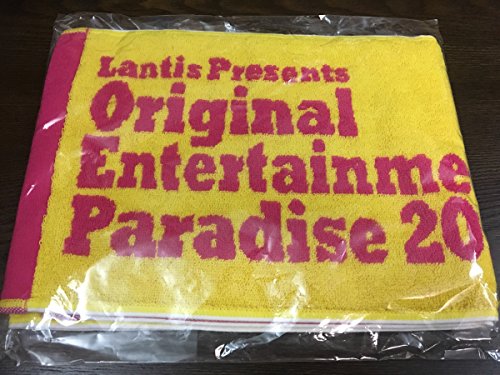 Lantis Presents
Original
Entertainme
Paradise 20